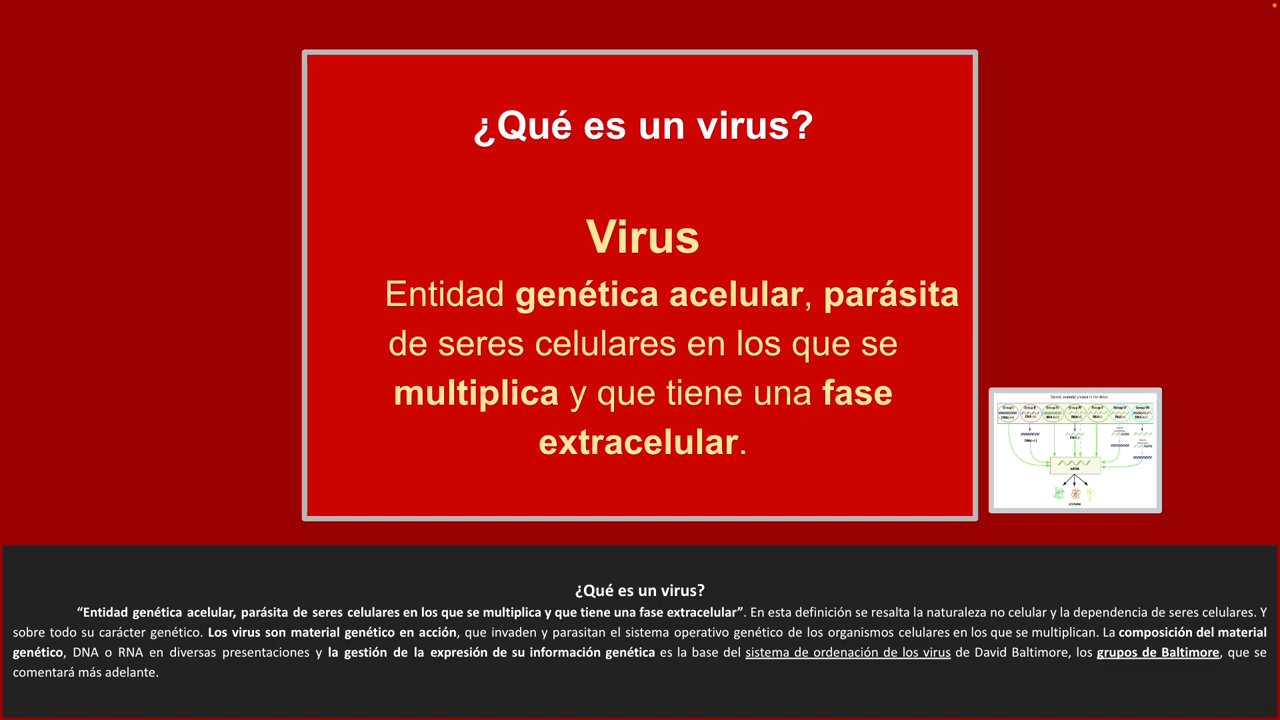 ¿Qué es un virus?
Virus
Entidad genética acelular, parásita
de seres celulares en los que se
multiplica y que tiene una fase
extracelular.
Genetic material present in the virion
¿Qué es un virus?
“Entidad genética acelular, parásita de seres celulares en los que se multiplica y que tiene una fase extracelular”. En esta definición se resalta la naturaleza no celular y la dependencia de seres celulares. Y
sobre todo su carácter genético. Los virus son material genético en acción, que invaden y parasitan el sistema operativo genético de los organismos celulares en los que se multiplican. La composición del material
genético, DNA o RNA en diversas presentaciones y la gestión de la expresión de su información genética es la base del sistema de ordenación de los virus de David Baltimore, los grupos de Baltimore, que se
comentará más adelante.